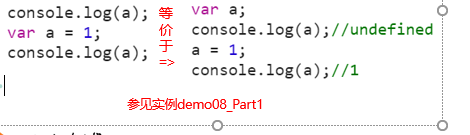 console.log(a);
var a = 1;
console.log(a);
等
价
于
=>
var a;
console.log(a);//undefined
a = 1;
console.log(a);//1
参见实例demo08_Part1